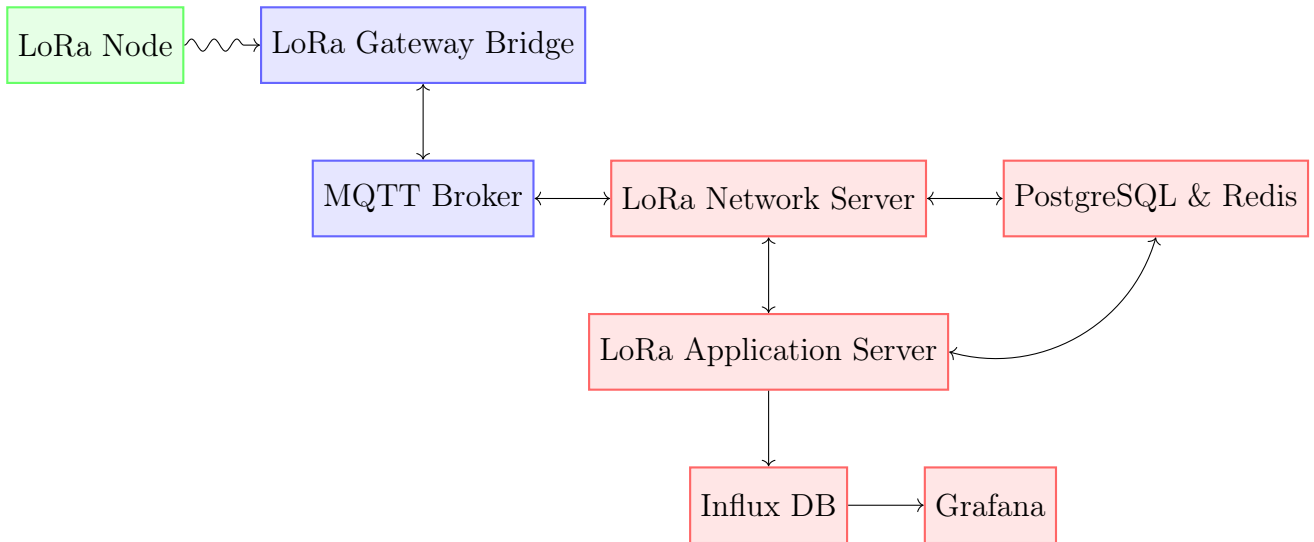 LoRa Node
LoRa Gateway Bridge
MQTT Broker
LoRa Network Server
PostgreSQL & Redis
LoRa Application Server
Influx DB
Grafana